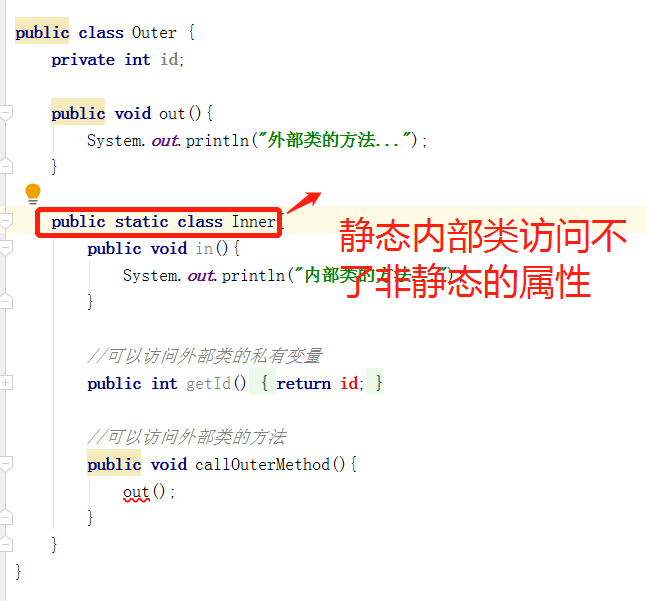 public class Outer {
private int id;
public void out(){
System.out.println("外部类的方法...");
}
public static class Inner{
静态内部类访问不
了非静态的属性
public void in(){
System.out.println("内部类的方法...");
}
//可以访问外部类的私有变量
public int getId() { return id; }
//可以访问外部类的方法
public void callOuterMethod(){
out();
}
}
}